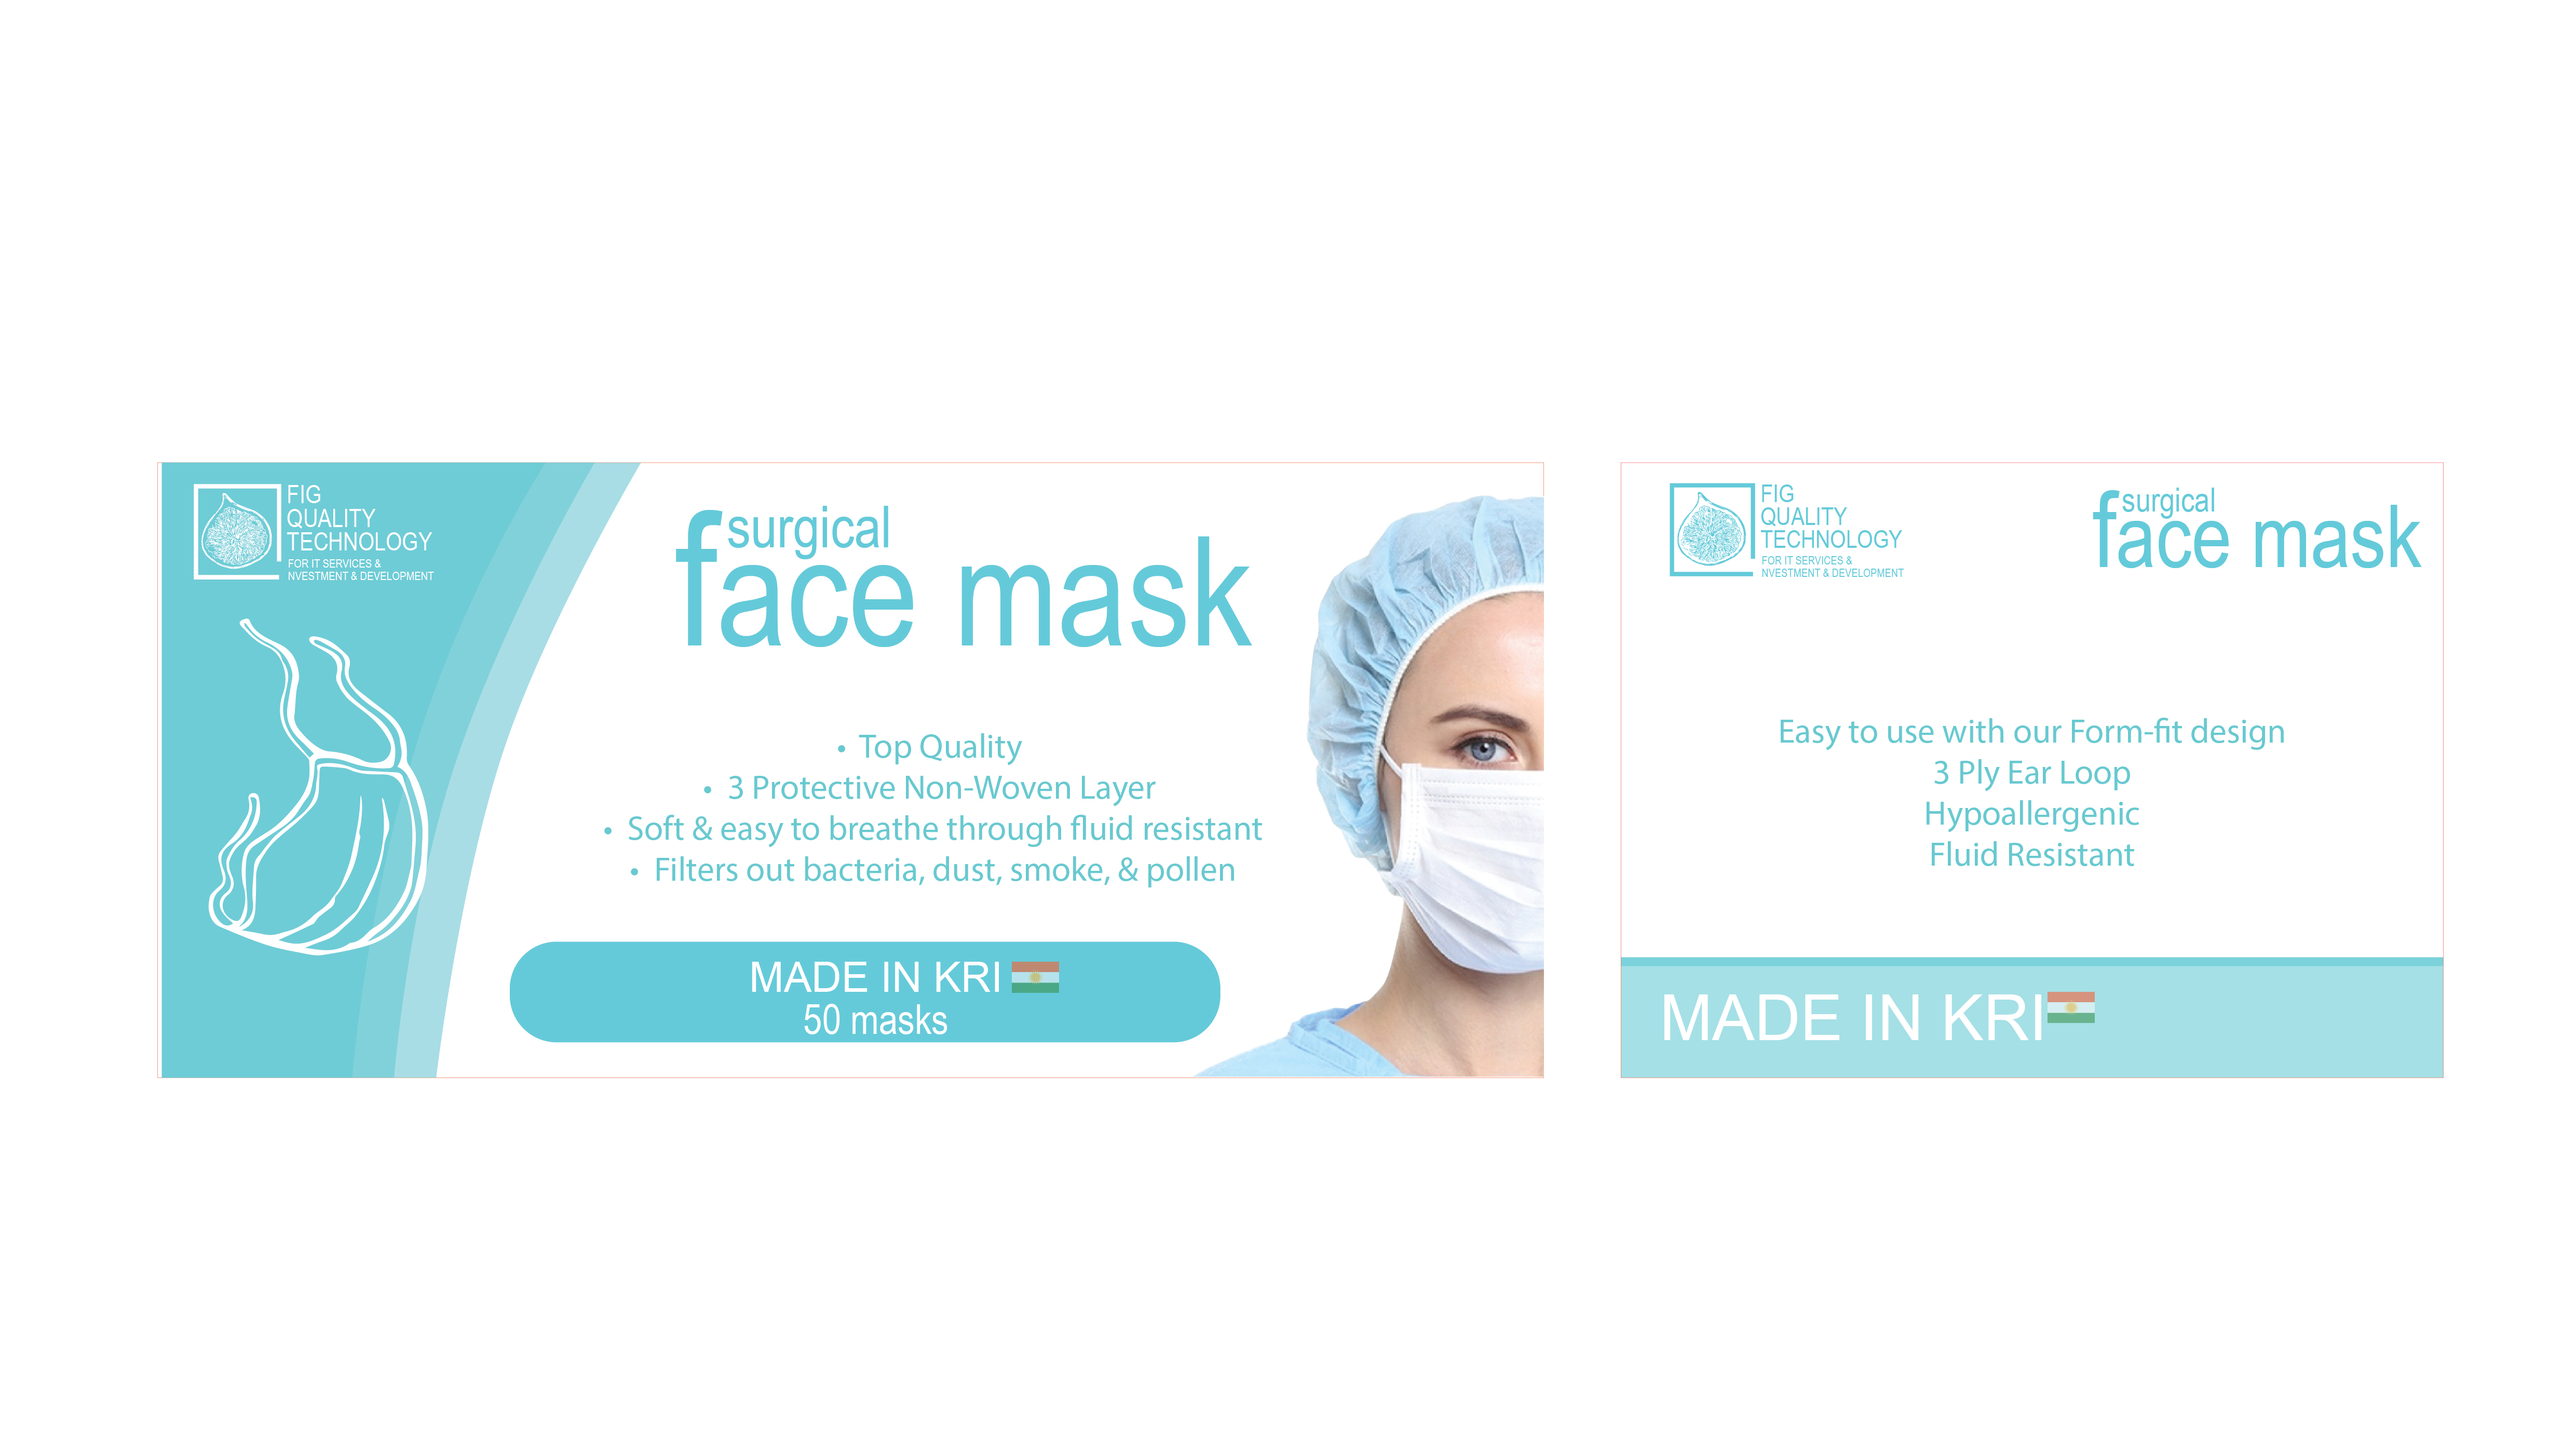 FIG
QUALITY
TECHNOLOGY
FOR IT SERVICES &
NVESTMENT & DEVELOPMENT
surgical
face mask
• Top Quality
• 3 Protective Non-Woven Layer
• Soft & easy to breathe through fluid resistant
• Filters out bacteria, dust, smoke, & pollen
MADE IN KRI
50 masks
FIG
QUALITY
TECHNOLOGY
FOR IT SERVICES &
NVESTMENT & DEVELOPMENT
surgical
face mask
Easy to use with our Form-fit design
3 Ply Ear Loop
Hypoallergenic
Fluid Resistant
MADE IN KRI